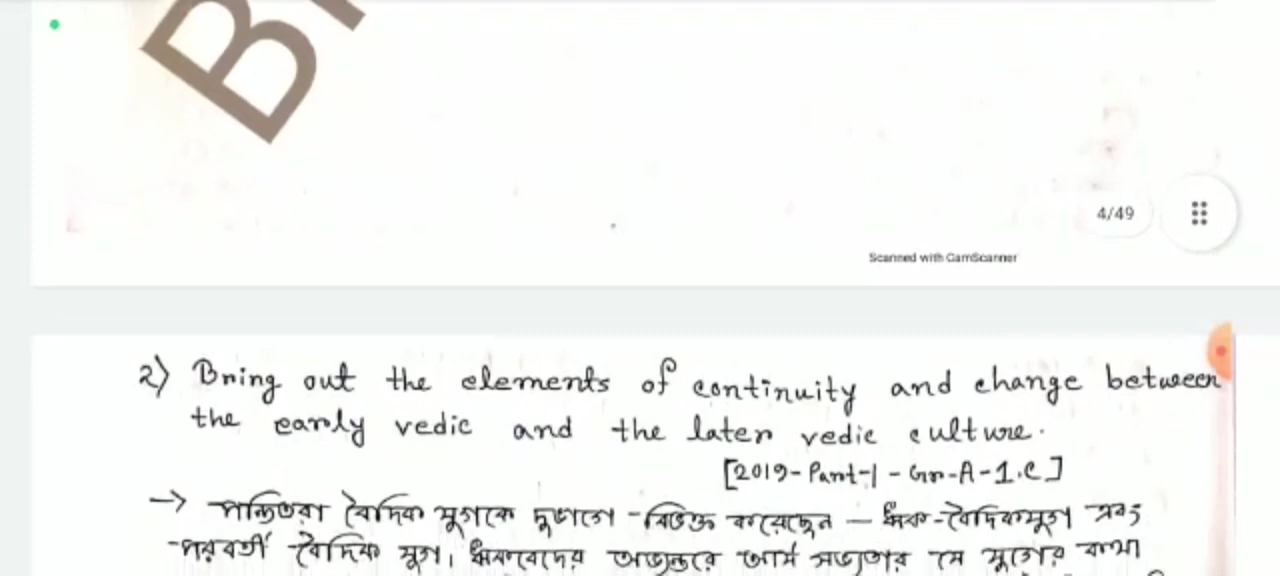 4/49
Scanned with CamScanner
2) Bring out the elements of continuity and change between
the early vedic and the later vedic culture.
[2019-Part-1 - Gr-A-1.c]
→ পন্ডিতরা বৈদিক যুগকে দুভাগে বিভক্ত করেছেন — ঋক-বৈদিকযুগ এবং
পরবর্তী বৈদিক যুগ। ঋকবেদের অভ্যন্তরে আর্য সভ্যতার যে যুগের কথা